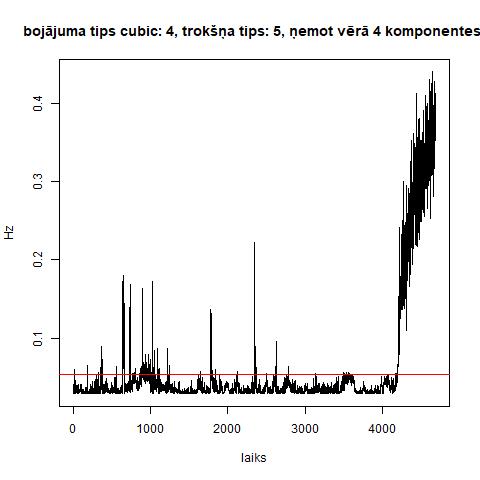 bojājuma tips cubic: 4, trokšņa tips: 5, ņemot vērā 4 komponentes
Hz
0.4
0.3
0.2
0.1
0 1000 2000 3000 4000
laiks